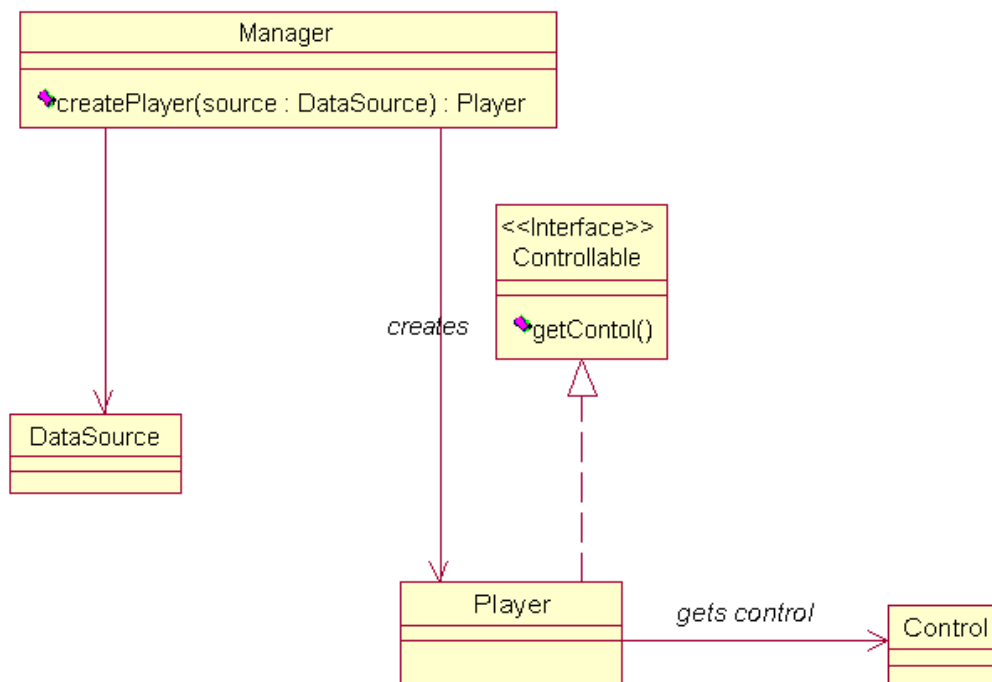 Manager
createPlayer(source : DataSource) : Player
<<Interface>>
Controllable
getContol()
creates
DataSource
Player
gets control
Control